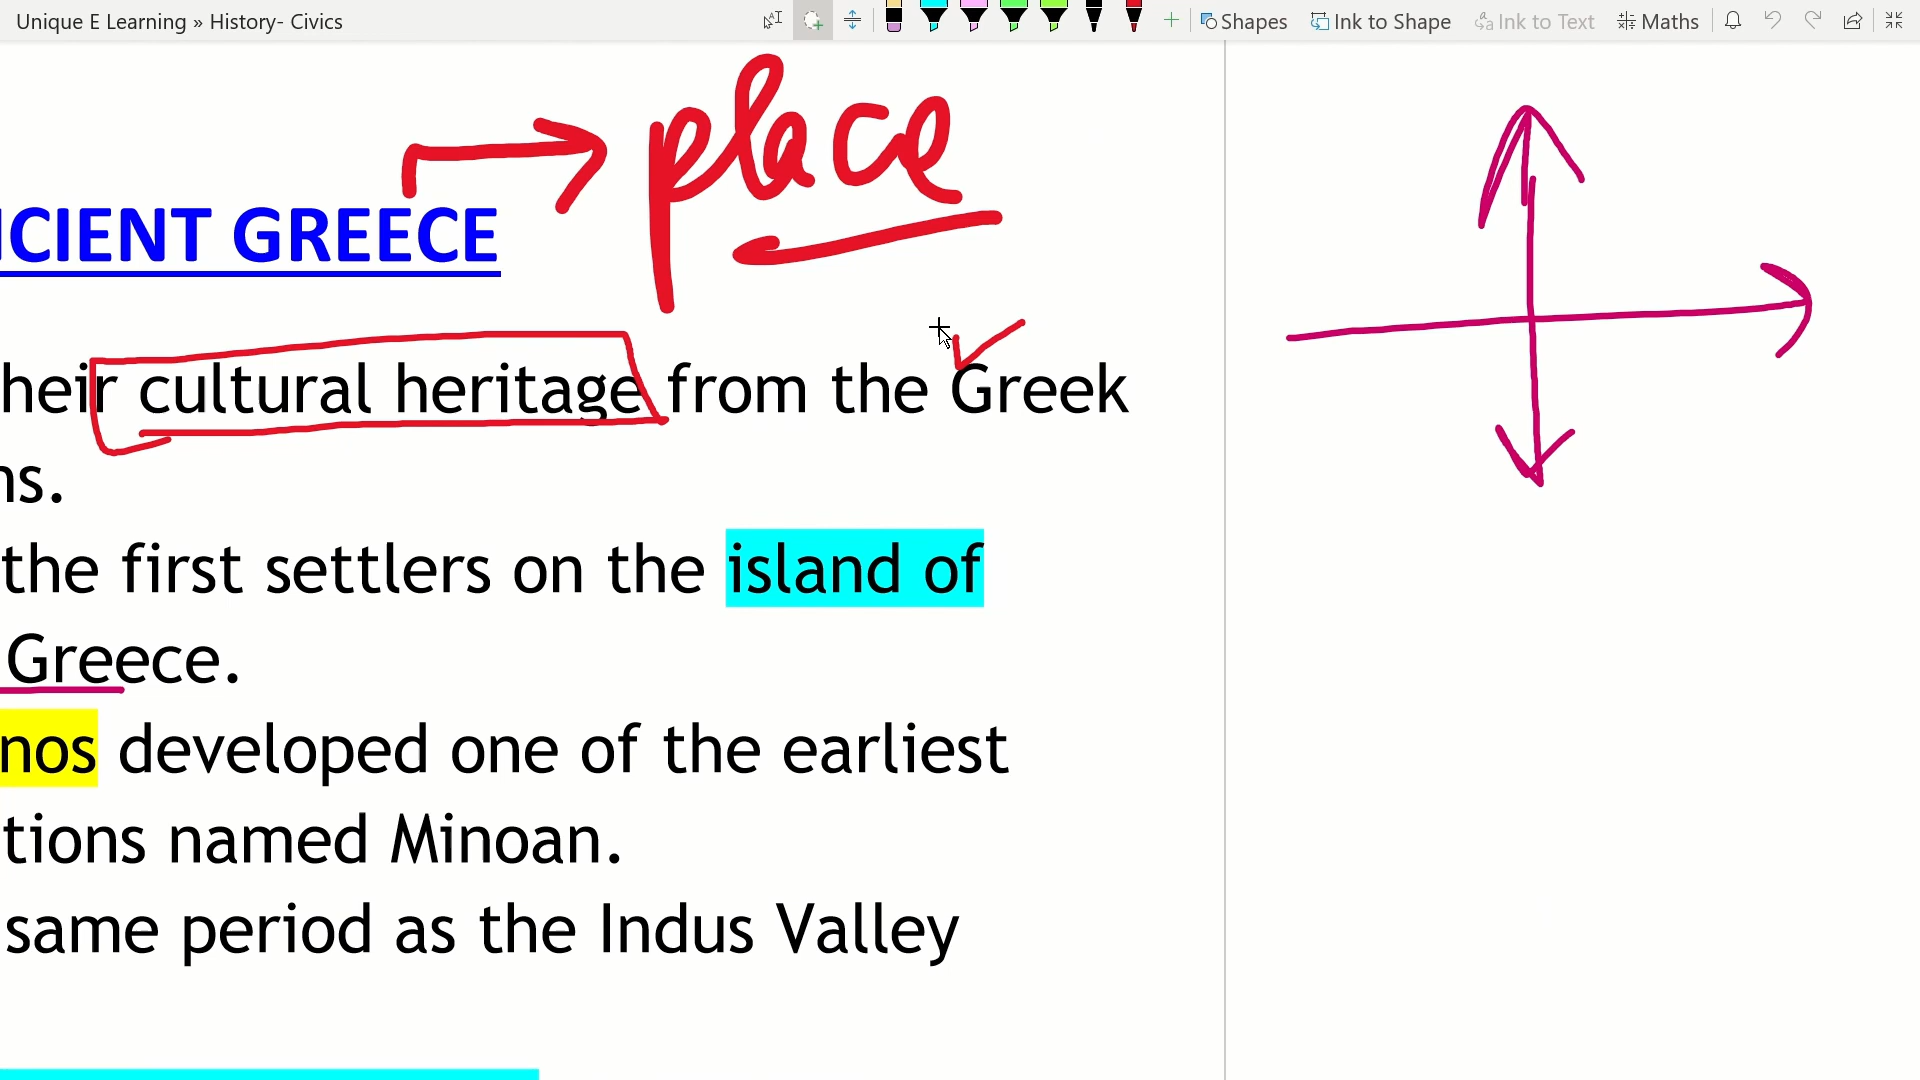 Unique E Learning » History- Civics
Shapes Ink to Shape Ink to Text Maths
place
CIENT GREECE
heir cultural heritage from the Greek
ns.
the first settlers on the island of
Greece.
nos developed one of the earliest
tions named Minoan.
same period as the Indus Valley